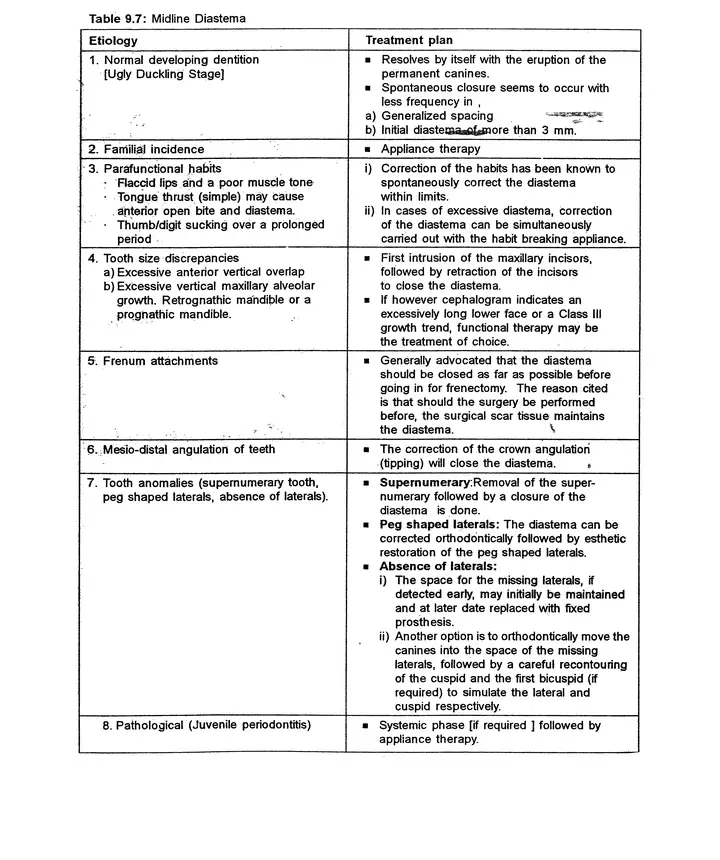 Table 9.7: Midline Diastema
Etiology
Treatment plan
1. Normal developing dentition
[Ugly Duckling Stage]
▪ Resolves by itself with the eruption of the
permanent canines.
▪ Spontaneous closure seems to occur with
less frequency in ,
a) Generalized spacing
b) Initial diastema of more than 3 mm.
2. Familial incidence
▪ Appliance therapy
3. Parafunctional habits
· Flaccid lips and a poor muscle tone
· Tongue thrust (simple) may cause
anterior open bite and diastema.
· Thumb/digit sucking over a prolonged
period
i) Correction of the habits has been known to
spontaneously correct the diastema
within limits.
ii) In cases of excessive diastema, correction
of the diastema can be simultaneously
carried out with the habit breaking appliance.
4. Tooth size discrepancies
a) Excessive anterior vertical overlap
b) Excessive vertical maxillary alveolar
growth. Retrognathic mandible or a
prognathic mandible.
▪ First intrusion of the maxillary incisors,
followed by retraction of the incisors
to close the diastema.
▪ If however cephalogram indicates an
excessively long lower face or a Class III
growth trend, functional therapy may be
the treatment of choice.
5. Frenum attachments
▪ Generally advocated that the diastema
should be closed as far as possible before
going in for frenectomy. The reason cited
is that should the surgery be performed
before, the surgical scar tissue maintains
the diastema.
6. Mesio-distal angulation of teeth
▪ The correction of the crown angulation
(tipping) will close the diastema.
7. Tooth anomalies (supernumerary tooth,
peg shaped laterals, absence of laterals).
▪ Supernumerary:Removal of the super-
numerary followed by a closure of the
diastema is done.
▪ Peg shaped laterals: The diastema can be
corrected orthodontically followed by esthetic
restoration of the peg shaped laterals.
▪ Absence of laterals:
i) The space for the missing laterals, if
detected early, may initially be maintained
and at later date replaced with fixed
prosthesis.
ii) Another option is to orthodontically move the
canines into the space of the missing
laterals, followed by a careful recontouring
of the cuspid and the first bicuspid (if
required) to simulate the lateral and
cuspid respectively.
8. Pathological (Juvenile periodontitis)
▪ Systemic phase [if required ] followed by
appliance therapy.